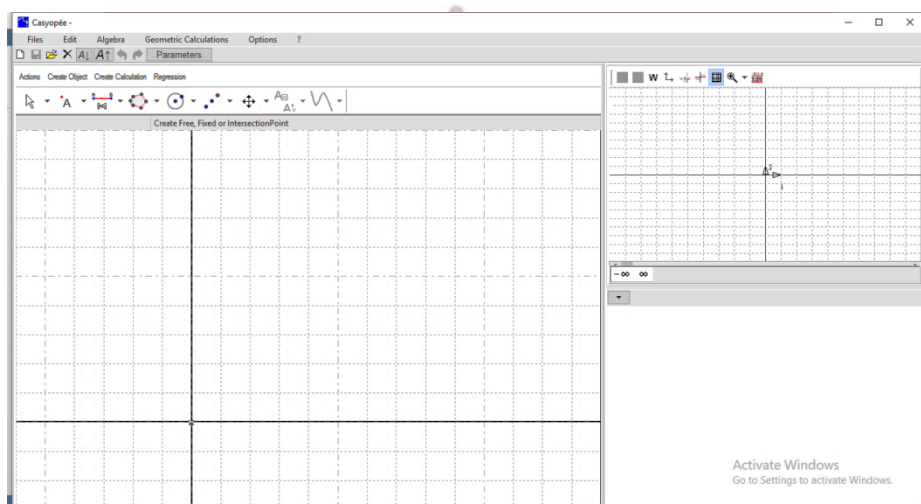 Casyopée -
Files Edit Algebra Geometric Calculations Options ?
A↓ A↑ Parameters
Actions Create Object Create Calculation Regression
W
A
Create Free, Fixed or IntersectionPoint
1
-∞ ∞
Activate Windows
Go to Settings to activate Windows.